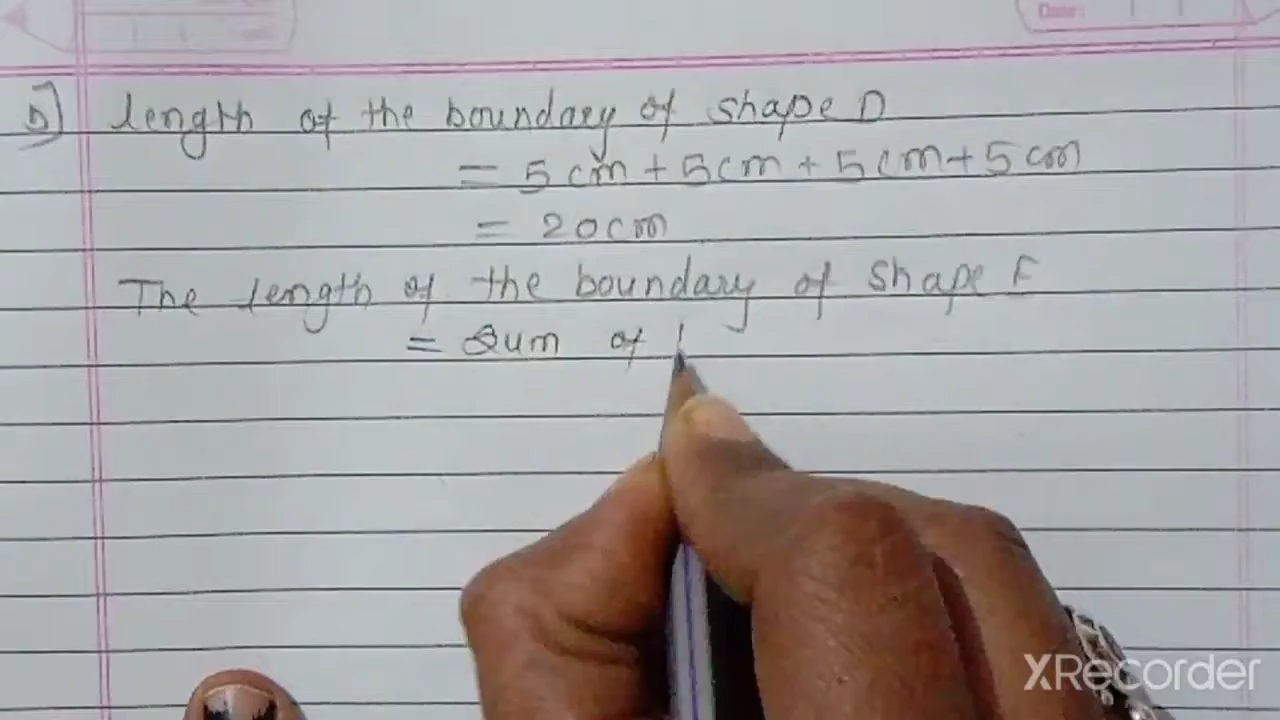 D] length of the boundary of shape D
= 5 cm + 5 cm + 5 cm + 5 cm
= 20 cm
The length of the boundary of shape E
= Sum of
XRecorder